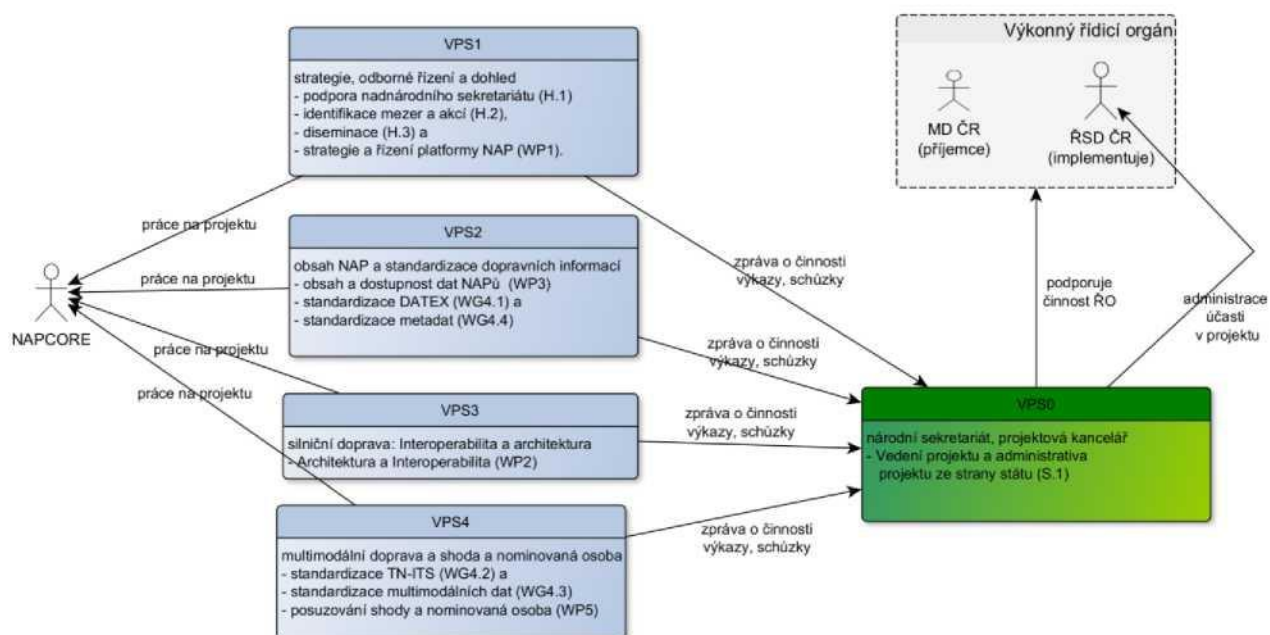 VPS1
strategie, odborné řízení a dohled
- podpora nadnárodního sekretariátu (H.1)
- identifikace mezer a akcí (H.2),
- diseminace (H.3) a
- strategie a řízení platformy NAP (WP1).
Výkonný řídicí orgán
MD ČR
(příjemce)
ŘSD ČR
(implementuje)
práce na projektu
VPS2
obsah NAP a standardizace dopravních informací
- obsah a dostupnost dat NAPů (WP3)
- standardizace DATEX (WG4.1) a
- standardizace metadat (WG4.4)
práce na projektu
NAPCORE
práce na projektu
práce na projektu
zpráva o činnosti
výkazy, schůzky
podporuje
činnost ŘO
administrace
účasti
v projektu
zpráva o činnosti
výkazy, schůzky
VPS3
silniční doprava: Interoperabilita a architektura
- Architektura a Interoperabilita (WP2)
zpráva o činnosti
výkazy, schůzky
VPS0
národní sekretariát, projektová kancelář
- Vedení projektu a administrativa
projektu ze strany státu (S.1)
VPS4
multimodální doprava a shoda a nominovaná osoba
- standardizace TN-ITS (WG4.2) a
- standardizace multimodálních dat (WG4.3)
- posuzování shody a nominovaná osoba (WP5)
zpráva o činnosti
výkazy, schůzky